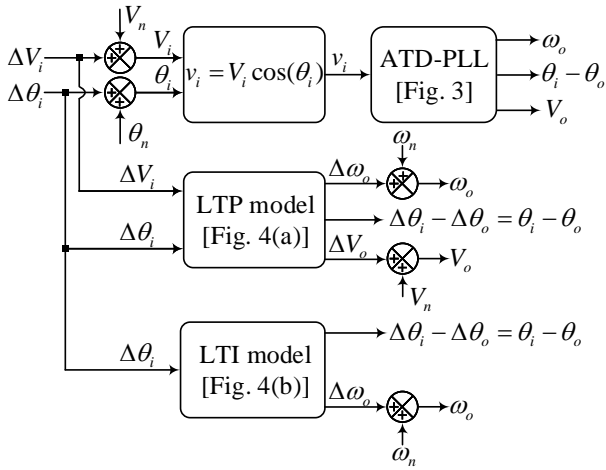 V_n
ΔV_i
V_i
Δθ_i
θ_i
θ_n
v_i = V_i cos(θ_i)
v_i
ATD-PLL
[Fig. 3]
ω_o
θ_i − θ_o
V_o
ΔV_i
Δθ_i
LTP model
[Fig. 4(a)]
Δω_o
ω_n
ω_o
Δθ_i − Δθ_o = θ_i − θ_o
ΔV_o
V_o
V_n
Δθ_i
LTI model
[Fig. 4(b)]
Δθ_i − Δθ_o = θ_i − θ_o
Δω_o
ω_o
ω_n